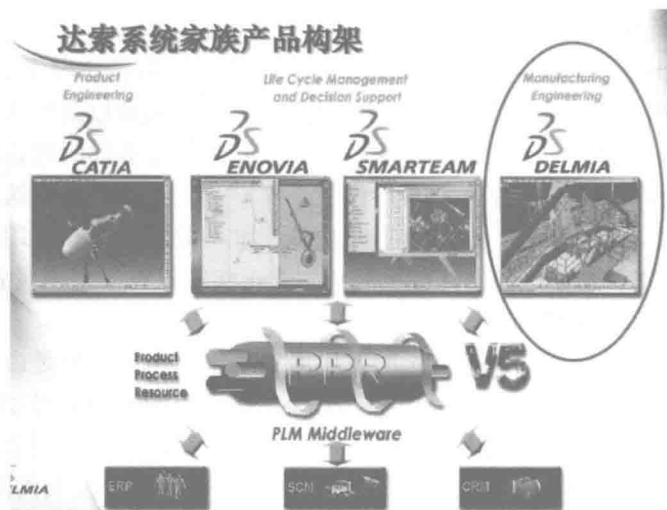 达索系统家族产品构架
Product
Engineering
Life Cycle Management
and Decision Support
Manufacturing
Engineering
CATIA
ENOVIA
SMARTEAM
DELMIA
Product
Process
Resource
PPR
V5
PLM Middleware
ERP
SCM
CRM